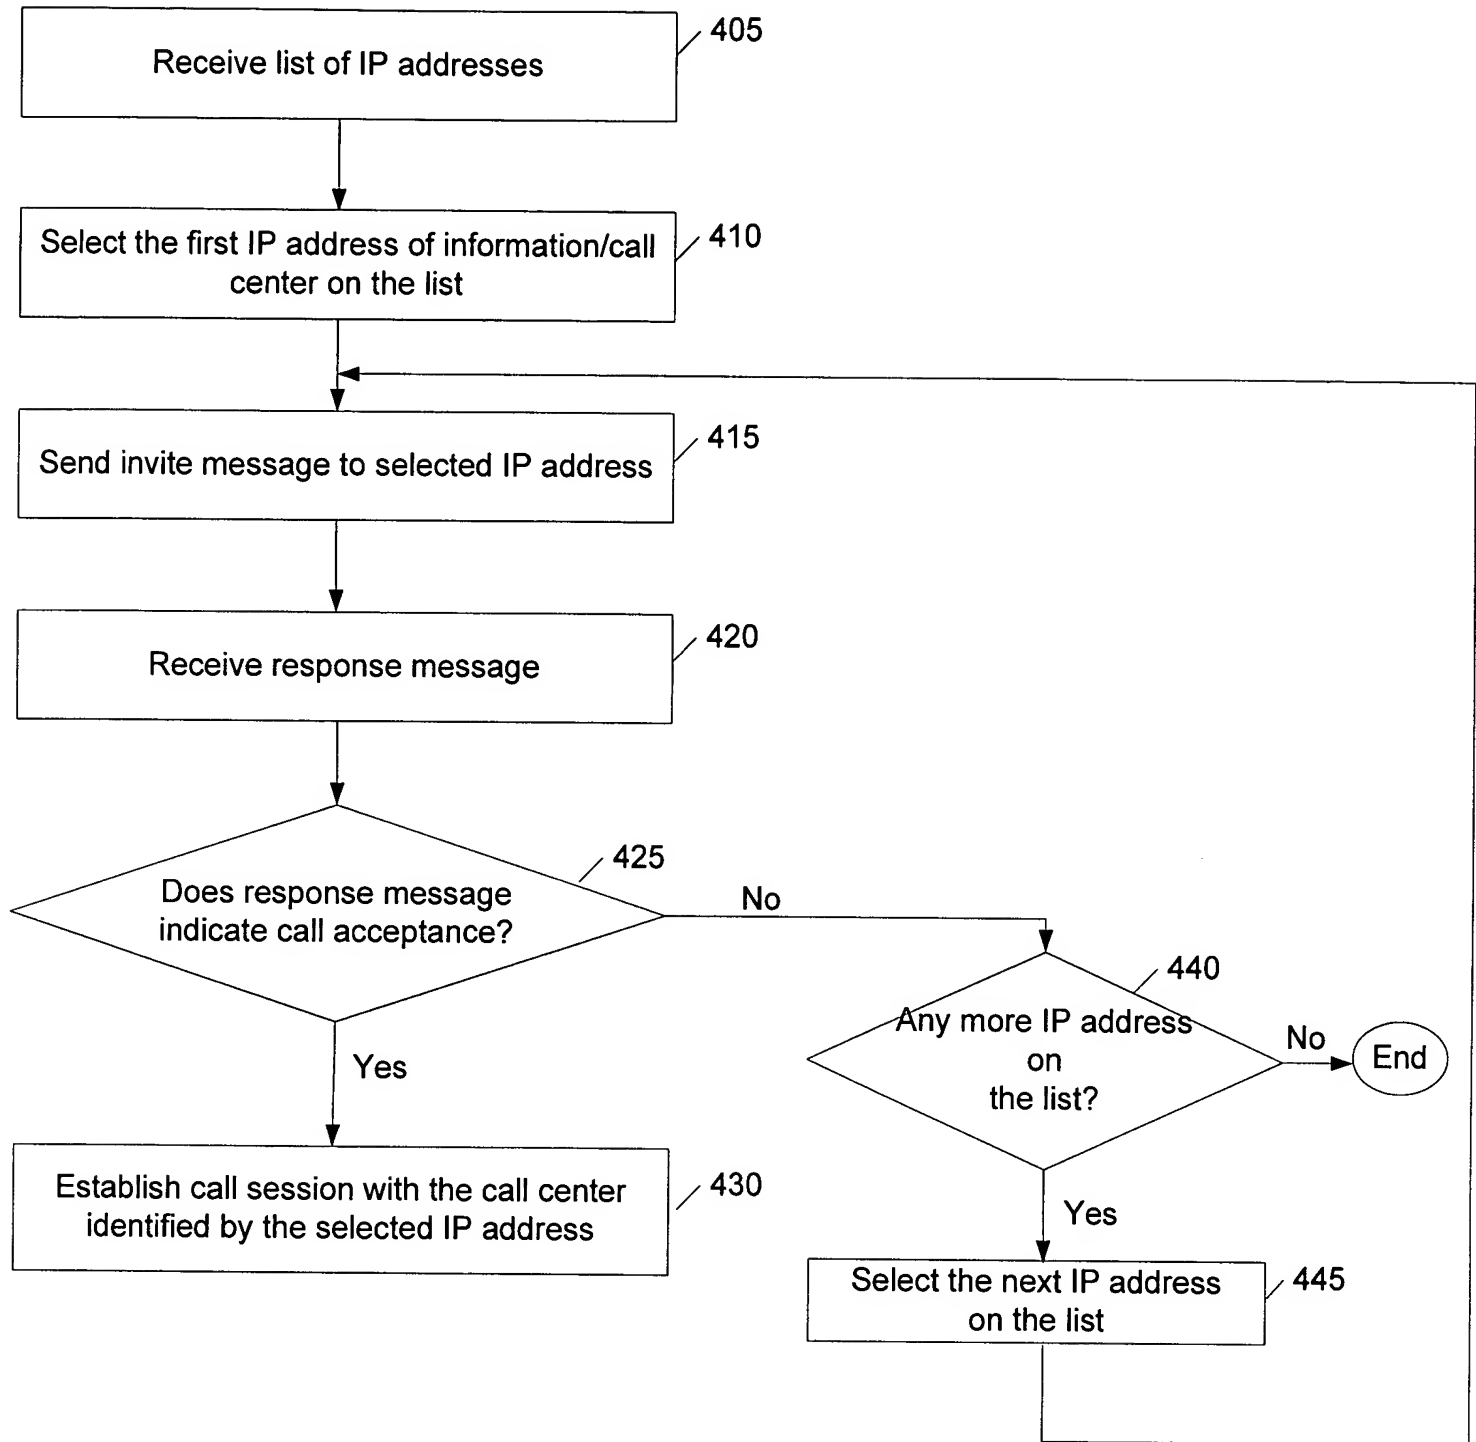 405
Receive list of IP addresses
410
Select the first IP address of information/call
center on the list
415
Send invite message to selected IP address
420
Receive response message
425
Does response message
indicate call acceptance?
No
440
Any more IP address
on
the list?
No
End
Yes
Yes
430
Establish call session with the call center
identified by the selected IP address
445
Select the next IP address
on the list